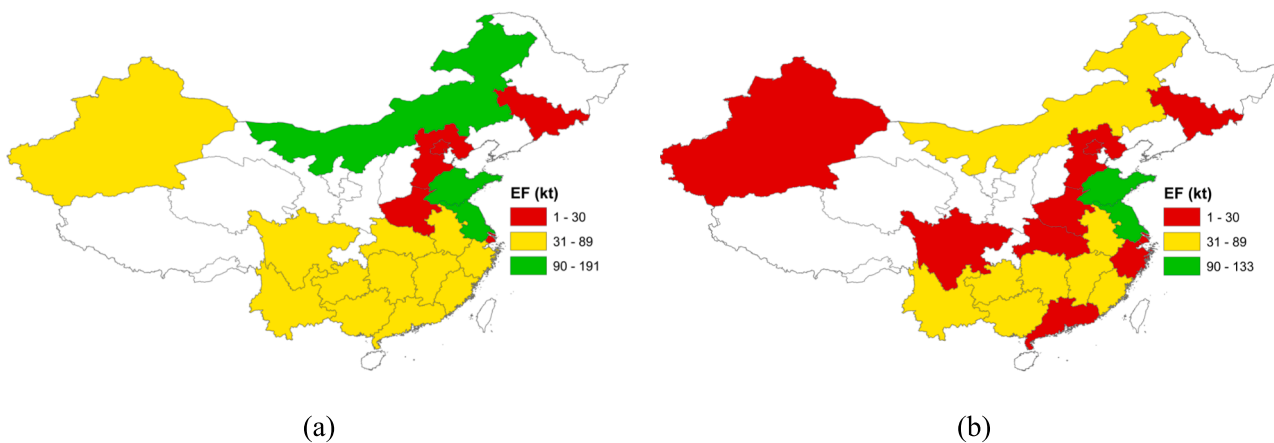 EF (kt)
1 - 30
31 - 89
90 - 191
EF (kt)
1 - 30
31 - 89
90 - 133
(a)
(b)